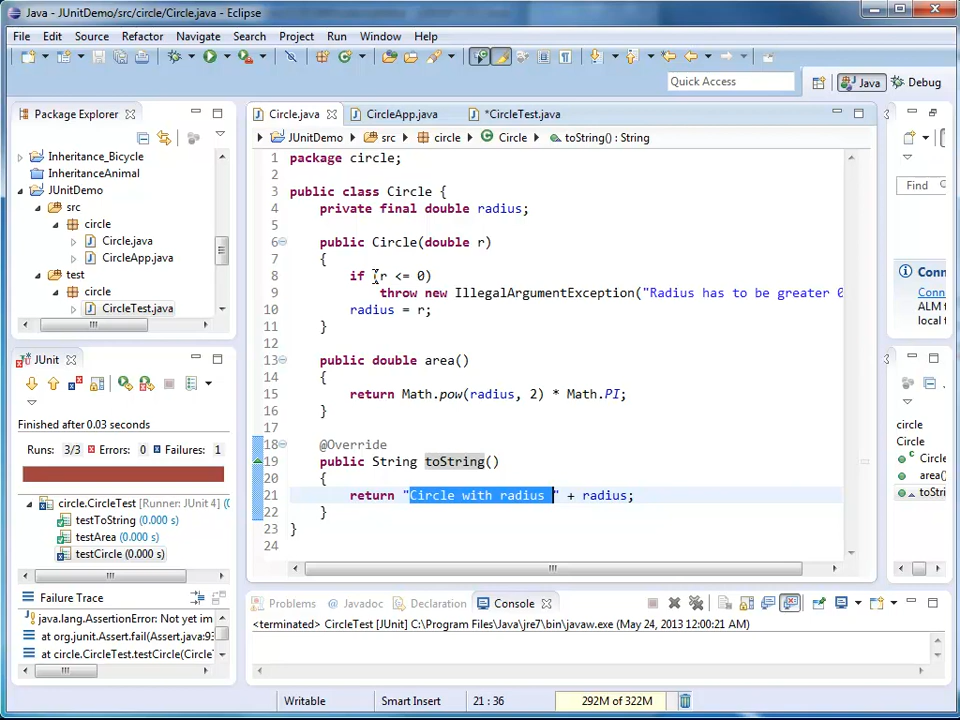 Java - JUnitDemo/src/circle/Circle.java - Eclipse
File Edit Source Refactor Navigate Search Project Run Window Help
Quick Access
Java
Debug
Package Explorer
Inheritance_Bicycle
InheritanceAnimal
JUnitDemo
src
circle
Circle.java
CircleApp.java
test
circle
CircleTest.java
JUnit
Finished after 0.03 seconds
Runs: 3/3 Errors: 0 Failures: 1
circle.CircleTest [Runner: JUnit 4] (0
testToString (0.000 s)
testArea (0.000 s)
testCircle (0.000 s)
Failure Trace
java.lang.AssertionError: Not yet im
at org.junit.Assert.fail(Assert.java:93
at circle.CircleTest.testCircle(Circle
Circle.java CircleApp.java *CircleTest.java
JUnitDemo src circle Circle toString() : String
1 package circle;
2
3 public class Circle {
4 private final double radius;
5
6 public Circle(double r)
7 {
8 if (r <= 0)
9 throw new IllegalArgumentException("Radius has to be greater 0
10 radius = r;
11 }
12
13 public double area()
14 {
15 return Math.pow(radius, 2) * Math.PI;
16 }
17
18 @Override
19 public String toString()
20 {
21 return "Circle with radius " + radius;
22 }
23 }
24
Problems @ Javadoc Declaration Console
<terminated> CircleTest [JUnit] C:\Program Files\Java\jre7\bin\javaw.exe (May 24, 2013 12:00:21 AM)
Find
Conn
Conn
ALM t
local t
circle
Circle
Circle
area()
toStr
Writable Smart Insert 21 : 36 292M of 322M